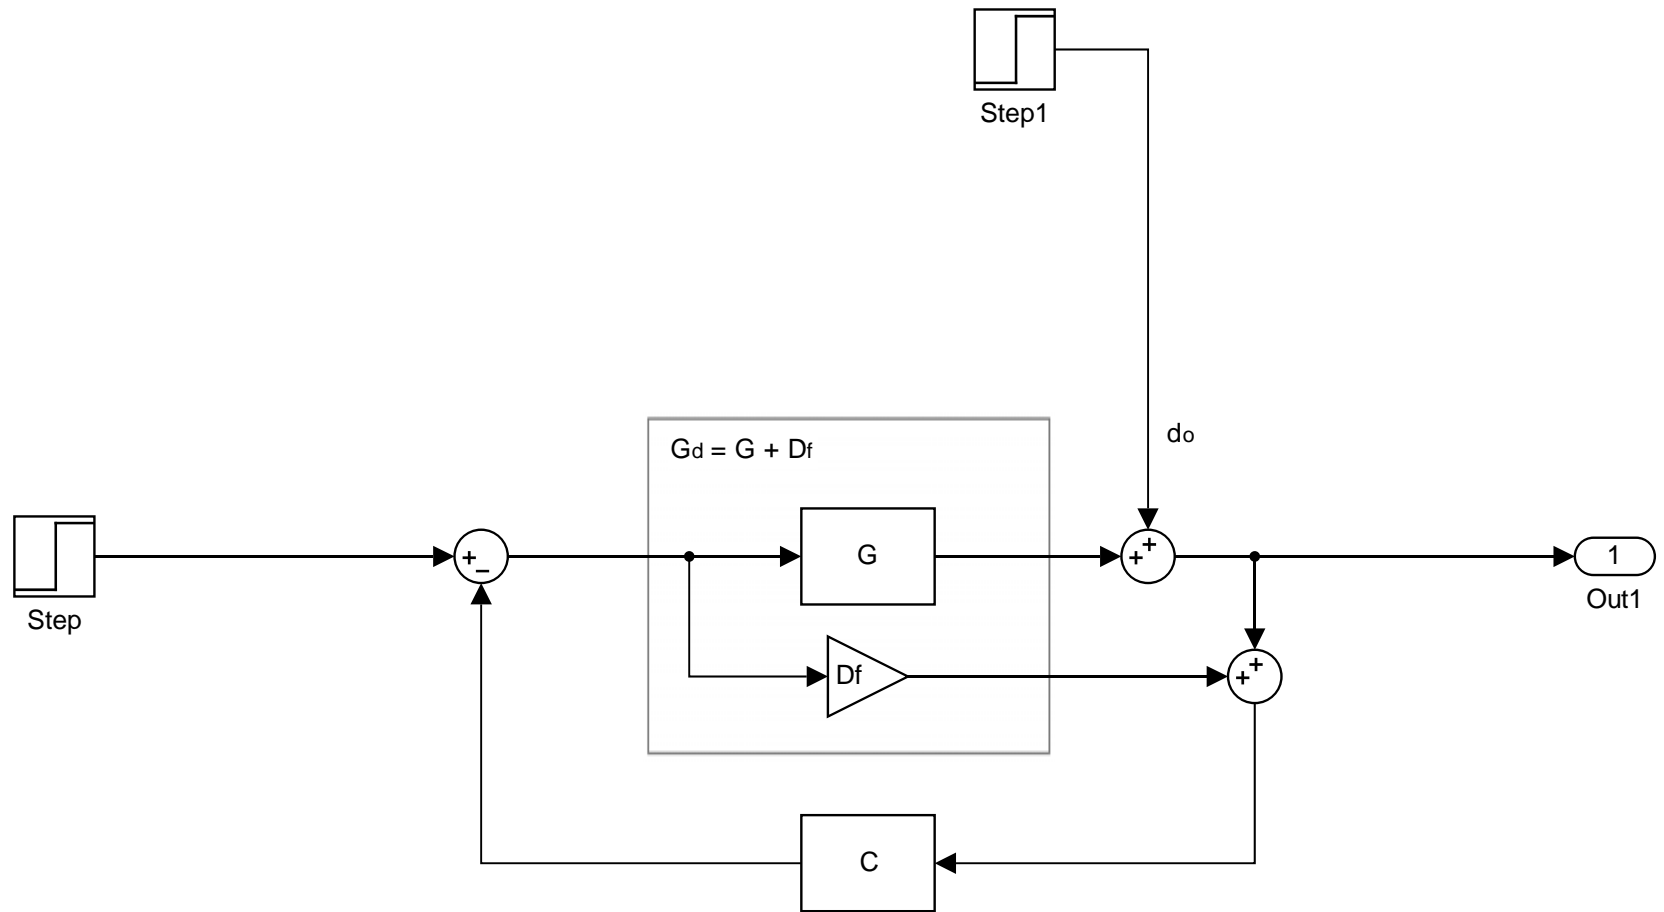 Step1
do
Gd = G + Df
G
1
Step
Out1
Df
C